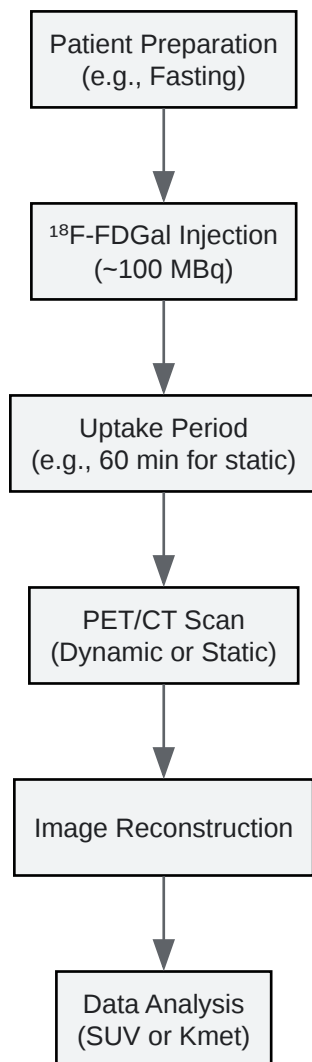 Patient Preparation
(e.g., Fasting)
¹⁸F-FDGal Injection
(~100 MBq)
Uptake Period
(e.g., 60 min for static)
PET/CT Scan
(Dynamic or Static)
Image Reconstruction
Data Analysis
(SUV or Kmet)